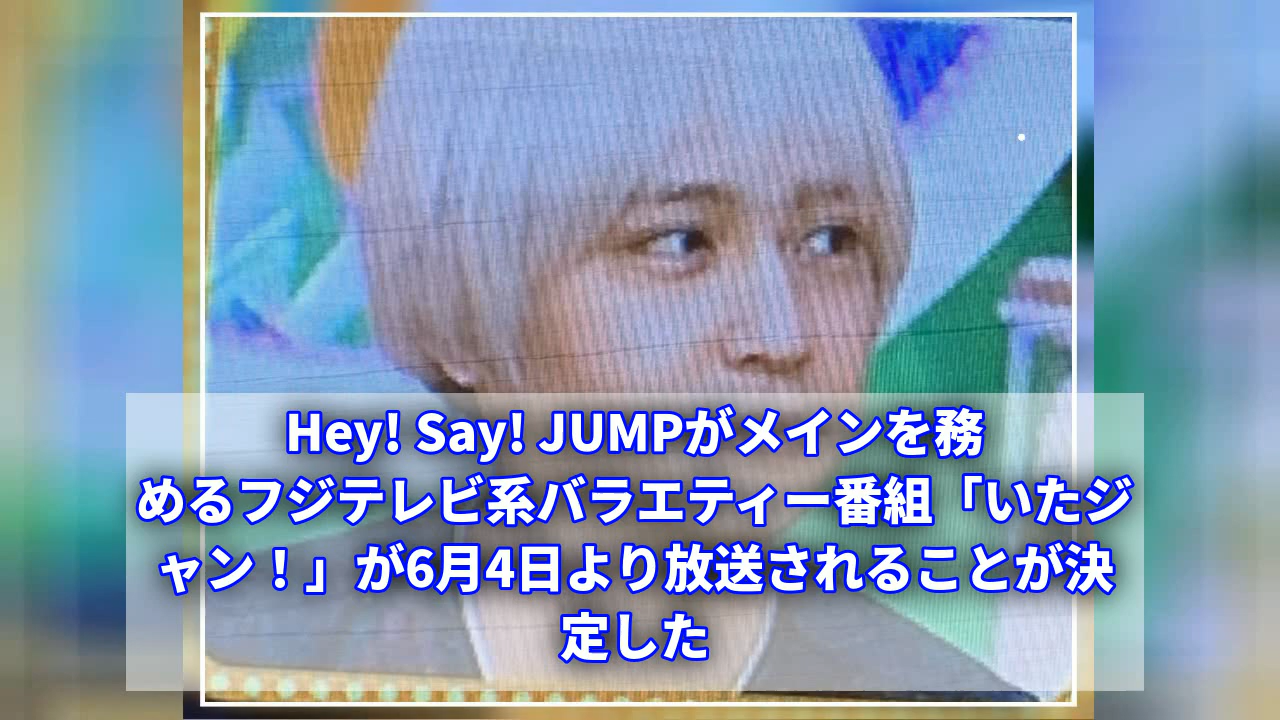 Hey! Say! JUMPがメインを務
めるフジテレビ系バラエティー番組「いたジ
ャン！」が6月4日より放送されることが決
定した